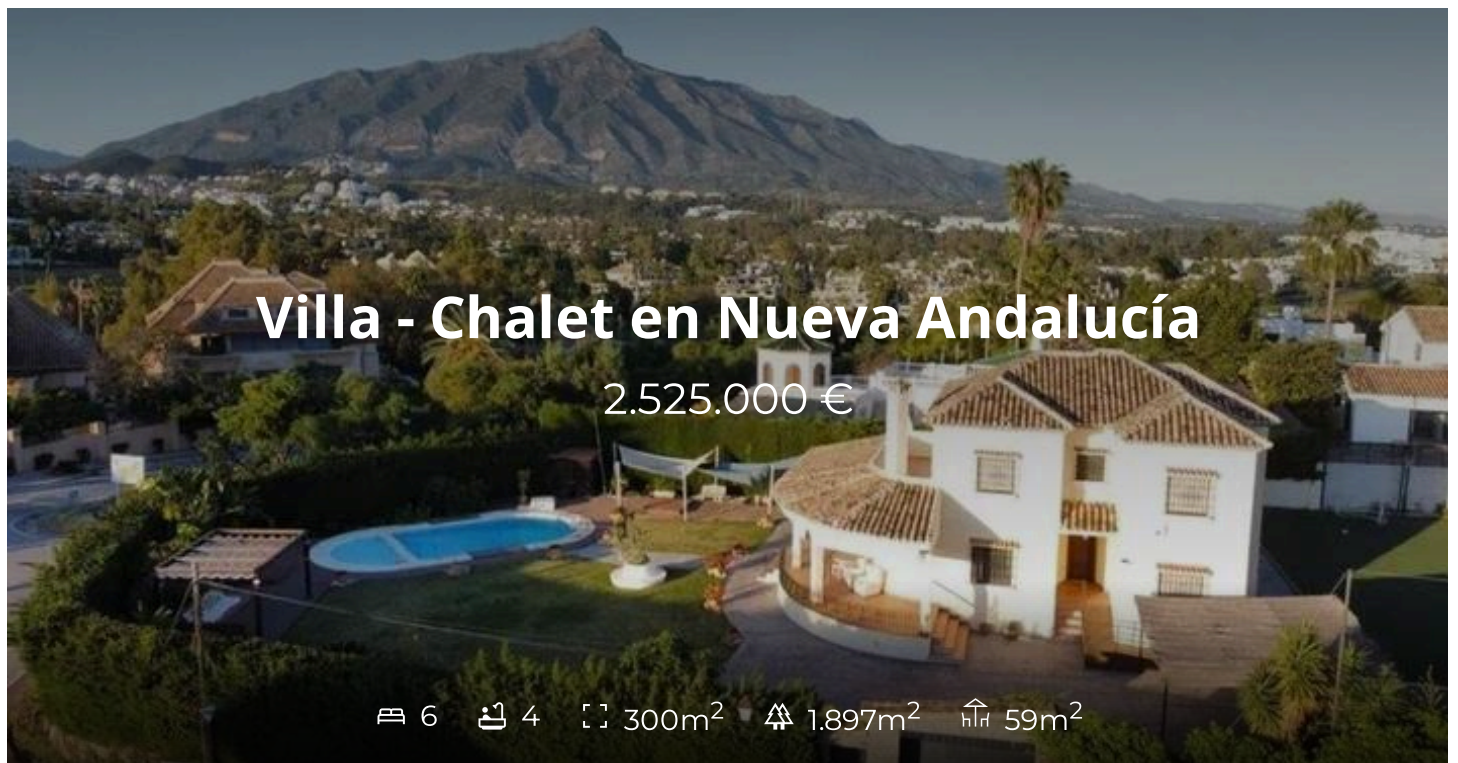 Villa - Chalet en Nueva Andalucía
2.525.000 €
6 4 300m² 1.897m² 59m²